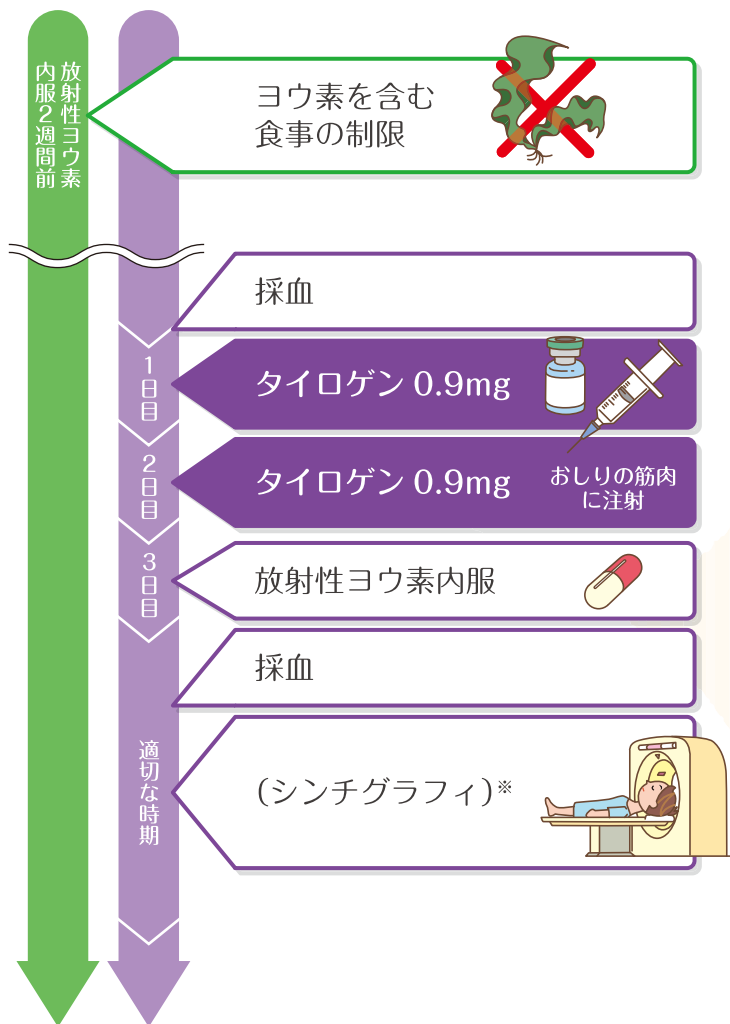 放射性ヨウ素
内服２週間前
ヨウ素を含む
食事の制限
採血
1日目
タイロゲン 0.9mg
2日目
タイロゲン 0.9mg
おしりの筋肉
に注射
3日目
放射性ヨウ素内服
採血
適切な時期
（シンチグラフィ）※